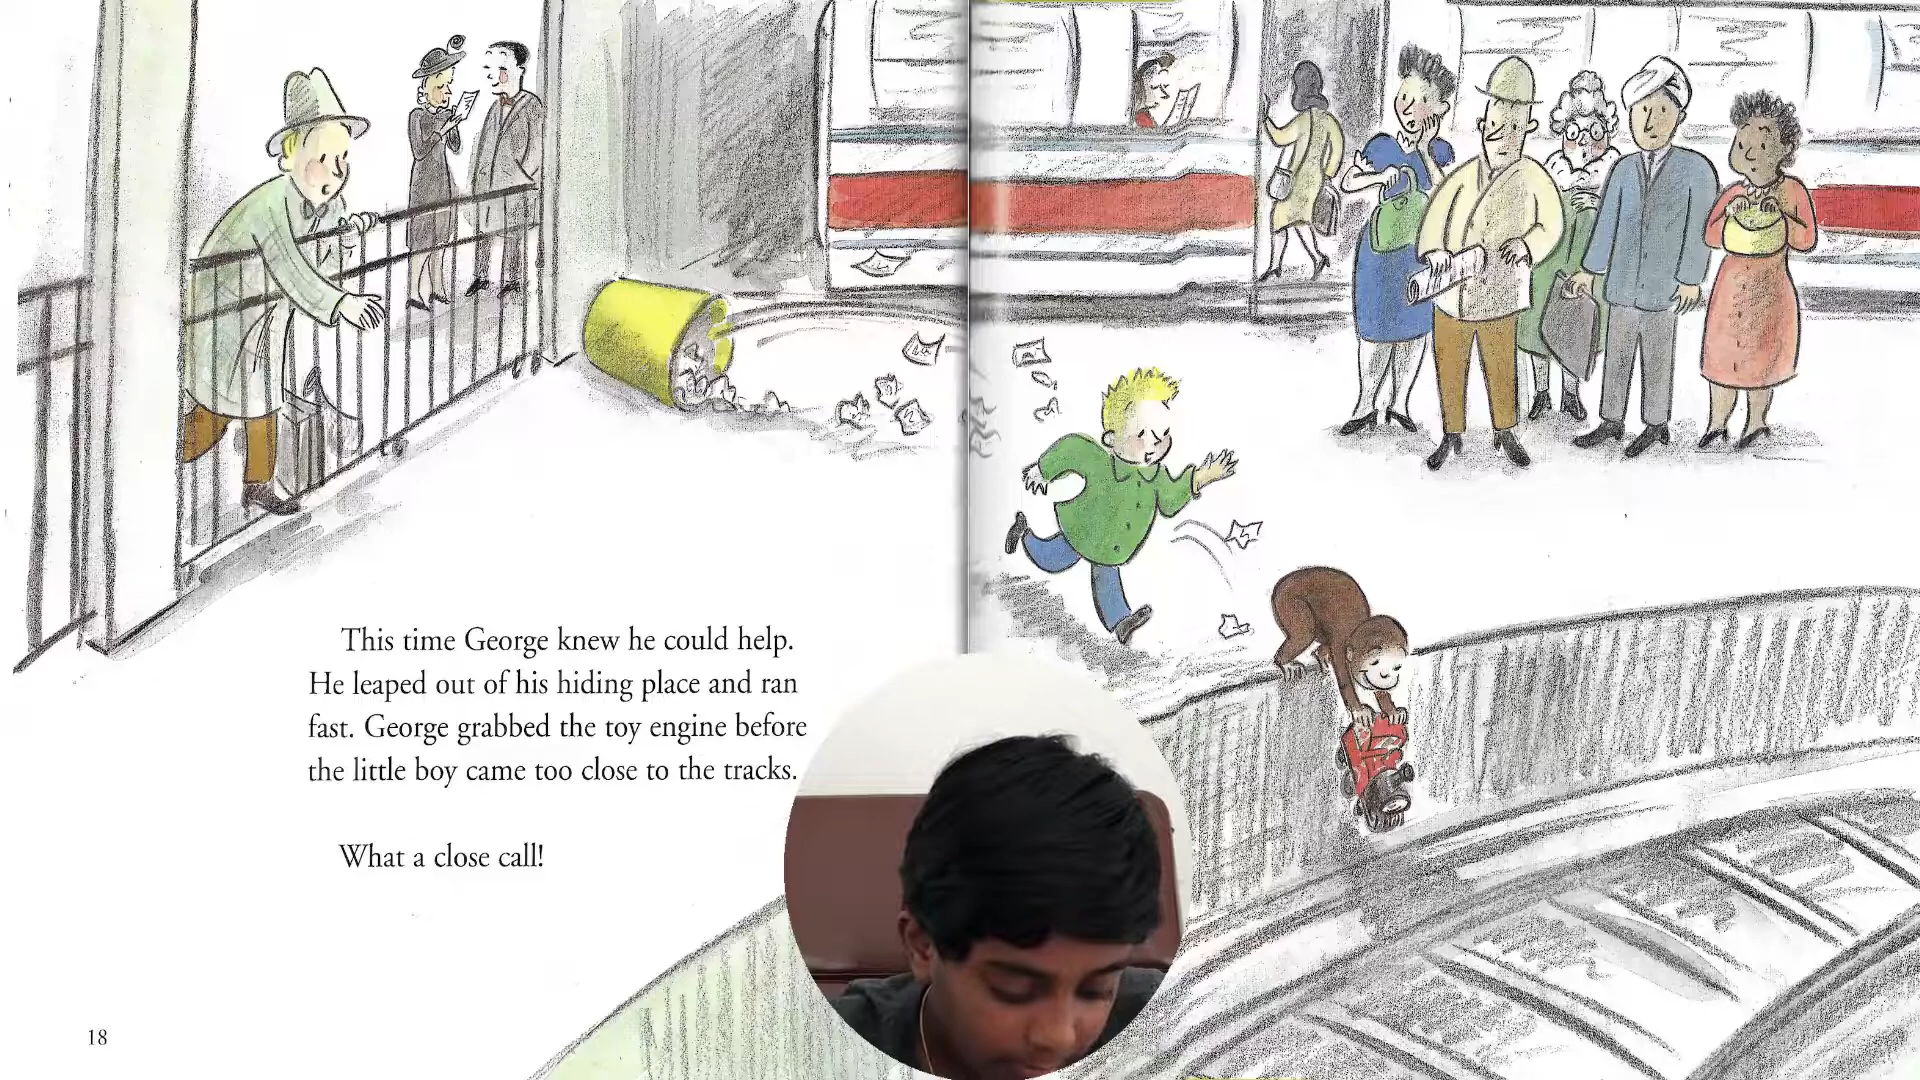 This time George knew he could help.
He leaped out of his hiding place and ran
fast. George grabbed the toy engine before
the little boy came too close to the tracks.
What a close call!
18